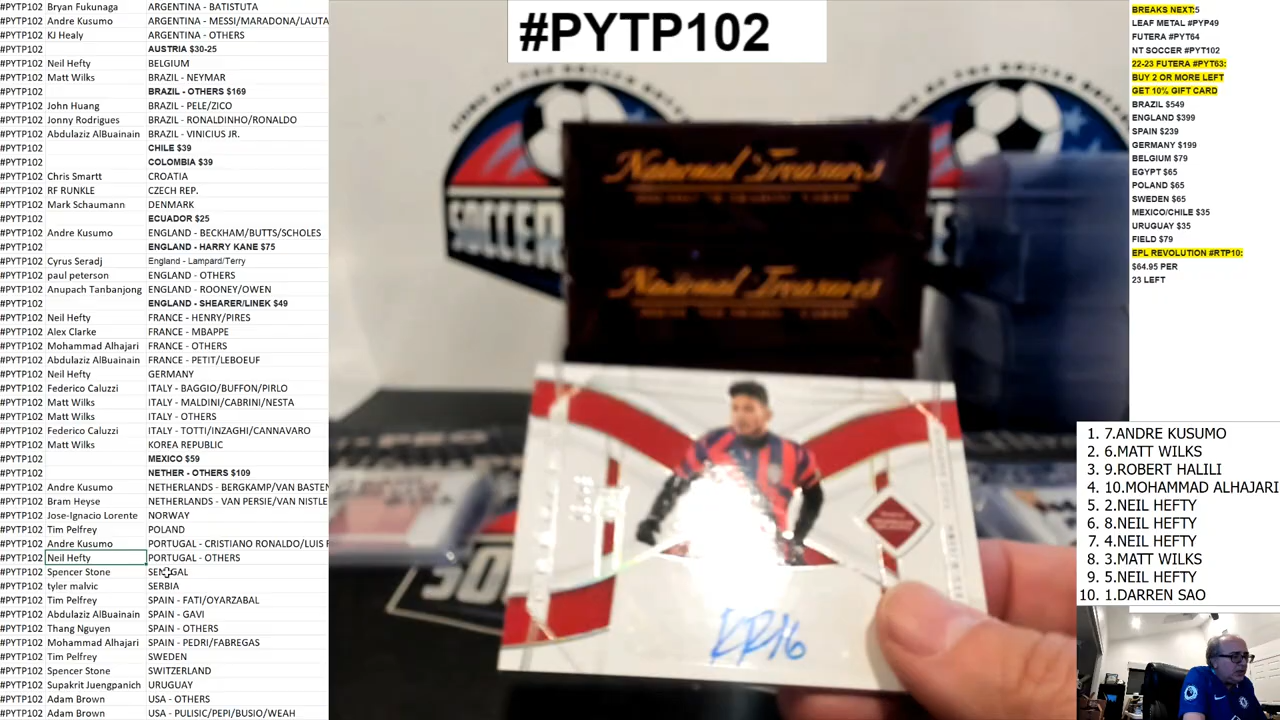 #PYTP102 Bryan Fukunaga ARGENTINA - BATISTUTA
#PYTP102 Andre Kusumo ARGENTINA - MESSI/MARADONA/LAUTA
#PYTP102 KJ Healy ARGENTINA - OTHERS
#PYTP102 AUSTRIA $30-25
#PYTP102 Neil Hefty BELGIUM
#PYTP102 Matt Wilks BRAZIL - NEYMAR
#PYTP102 BRAZIL - OTHERS $169
#PYTP102 John Huang BRAZIL - PELE/ZICO
#PYTP102 Jonny Rodrigues BRAZIL - RONALDINHO/RONALDO
#PYTP102 Abdulaziz AlBuainain BRAZIL - VINICIUS JR.
#PYTP102 CHILE $39
#PYTP102 COLOMBIA $39
#PYTP102 Chris Smartt CROATIA
#PYTP102 RF RUNKLE CZECH REP.
#PYTP102 Mark Schaumann DENMARK
#PYTP102 ECUADOR $25
#PYTP102 Andre Kusumo ENGLAND - BECKHAM/BUTTS/SCHOLES
#PYTP102 ENGLAND - HARRY KANE $75
#PYTP102 Cyrus Seradj England - Lampard/Terry
#PYTP102 paul peterson ENGLAND - OTHERS
#PYTP102 Anupach Tanbanjong ENGLAND - ROONEY/OWEN
#PYTP102 ENGLAND - SHEARER/LINEK $49
#PYTP102 Neil Hefty FRANCE - HENRY/PIRES
#PYTP102 Alex Clarke FRANCE - MBAPPE
#PYTP102 Mohammad Alhajari FRANCE - OTHERS
#PYTP102 Abdulaziz AlBuainain FRANCE - PETIT/LEBOEUF
#PYTP102 Neil Hefty GERMANY
#PYTP102 Federico Caluzzi ITALY - BAGGIO/BUFFON/PIRLO
#PYTP102 Matt Wilks ITALY - MALDINI/CABRINI/NESTA
#PYTP102 Matt Wilks ITALY - OTHERS
#PYTP102 Federico Caluzzi ITALY - TOTTI/INZAGHI/CANNAVARO
#PYTP102 Matt Wilks KOREA REPUBLIC
#PYTP102 MEXICO $59
#PYTP102 NETHER - OTHERS $109
#PYTP102 Andre Kusumo NETHERLANDS - BERGKAMP/VAN BASTEN
#PYTP102 Bram Heyse NETHERLANDS - VAN PERSIE/VAN NISTLE
#PYTP102 Jose-Ignacio Lorente NORWAY
#PYTP102 Tim Pelfrey POLAND
#PYTP102 Andre Kusumo PORTUGAL - CRISTIANO RONALDO/LUIS F
#PYTP102 Neil Hefty PORTUGAL - OTHERS
#PYTP102 Spencer Stone SENEGAL
#PYTP102 tyler malvic SERBIA
#PYTP102 Tim Pelfrey SPAIN - FATI/OYARZABAL
#PYTP102 Abdulaziz AlBuainain SPAIN - GAVI
#PYTP102 Thang Nguyen SPAIN - OTHERS
#PYTP102 Mohammad Alhajari SPAIN - PEDRI/FABREGAS
#PYTP102 Tim Pelfrey SWEDEN
#PYTP102 Spencer Stone SWITZERLAND
#PYTP102 Supakrit Juengpanich URUGUAY
#PYTP102 Adam Brown USA - OTHERS
#PYTP102 Adam Brown USA - PULISIC/PEPI/BUSIO/WEAH
#PYTP102
National Treasures
National Treasures
BREAKS NEXT:5
LEAF METAL #PYP49
FUTERA #PYT64
NT SOCCER #PYT102
22-23 FUTERA #PYT63:
BUY 2 OR MORE LEFT
GET 10% GIFT CARD
BRAZIL $549
ENGLAND $399
SPAIN $239
GERMANY $199
BELGIUM $79
EGYPT $65
POLAND $65
SWEDEN $65
MEXICO/CHILE $35
URUGUAY $35
FIELD $79
EPL REVOLUTION #RTP10:
$64.95 PER
23 LEFT
1. 7.ANDRE KUSUMO
2. 6.MATT WILKS
3. 9.ROBERT HALILI
4. 10.MOHAMMAD ALHAJARI
5. 2.NEIL HEFTY
6. 8.NEIL HEFTY
7. 4.NEIL HEFTY
8. 3.MATT WILKS
9. 5.NEIL HEFTY
10. 1.DARREN SAO